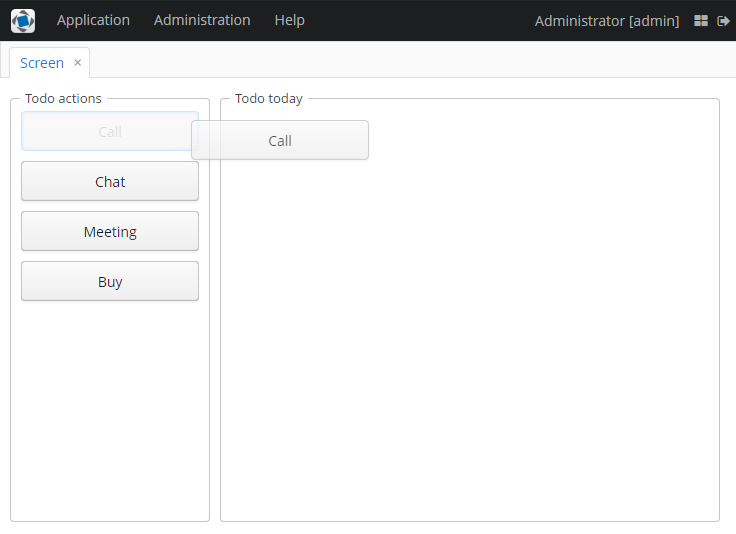 Application Administration Help Administrator [admin]
Screen ×
Todo actions Todo today
Call
Call
Chat
Meeting
Buy